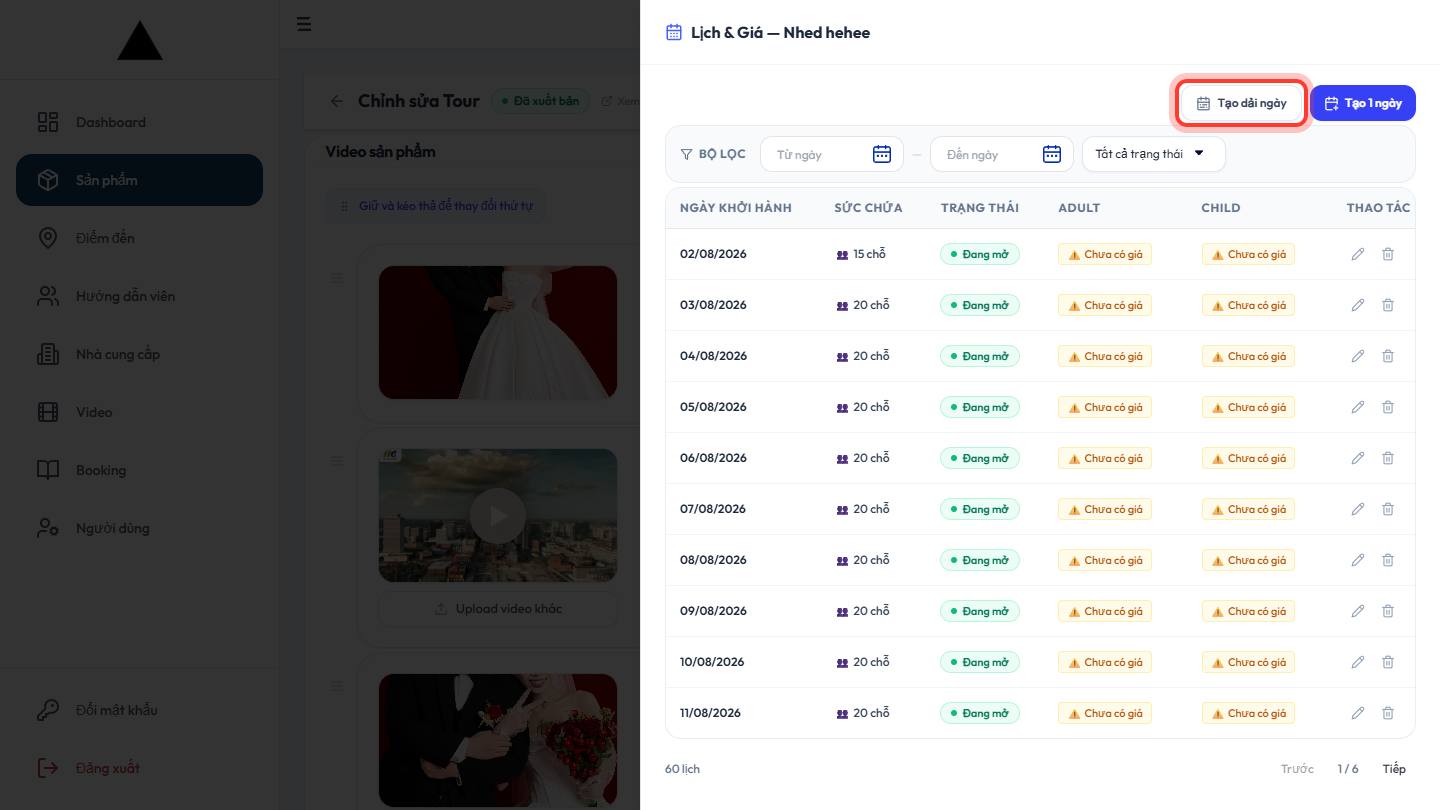 Lịch & Giá — Nhed hehee
Chỉnh sửa Tour
Đã xuất bản
Xem
Tạo dải ngày
Tạo 1 ngày
Dashboard
Sản phẩm
Điểm đến
Hướng dẫn viên
Nhà cung cấp
Video
Booking
Người dùng
Đổi mật khẩu
Đăng xuất
Video sản phẩm
Giữ và kéo thả để thay đổi thứ tự
Upload video khác
BỘ LỌC Từ ngày — Đến ngày Tất cả trạng thái
NGÀY KHỞI HÀNH SỨC CHỨA TRẠNG THÁI ADULT CHILD THAO TÁC
02/08/2026 15 chỗ Đang mở Chưa có giá Chưa có giá
03/08/2026 20 chỗ Đang mở Chưa có giá Chưa có giá
04/08/2026 20 chỗ Đang mở Chưa có giá Chưa có giá
05/08/2026 20 chỗ Đang mở Chưa có giá Chưa có giá
06/08/2026 20 chỗ Đang mở Chưa có giá Chưa có giá
07/08/2026 20 chỗ Đang mở Chưa có giá Chưa có giá
08/08/2026 20 chỗ Đang mở Chưa có giá Chưa có giá
09/08/2026 20 chỗ Đang mở Chưa có giá Chưa có giá
10/08/2026 20 chỗ Đang mở Chưa có giá Chưa có giá
11/08/2026 20 chỗ Đang mở Chưa có giá Chưa có giá
60 lịch Trước 1 / 6 Tiếp